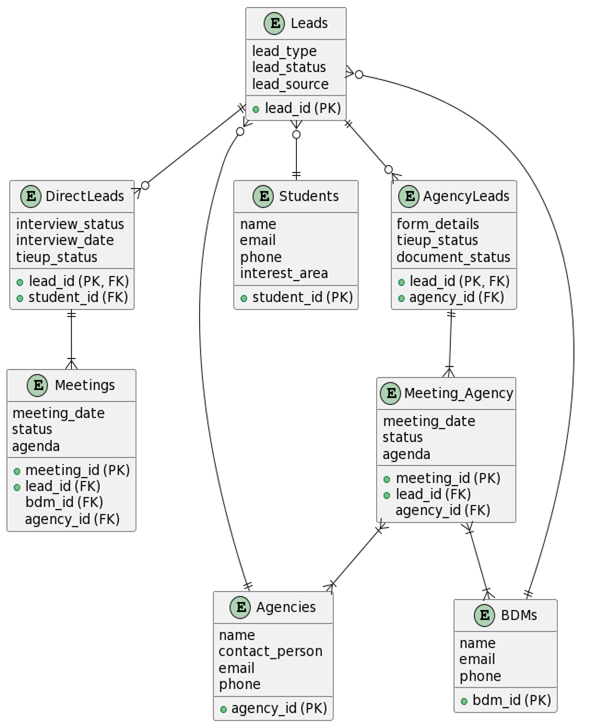 E Leads
lead_type
lead_status
lead_source
lead_id (PK)
E DirectLeads
interview_status
interview_date
tieup_status
lead_id (PK, FK)
student_id (FK)
E Students
name
email
phone
interest_area
student_id (PK)
E AgencyLeads
form_details
tieup_status
document_status
lead_id (PK, FK)
agency_id (FK)
E Meetings
meeting_date
status
agenda
meeting_id (PK)
lead_id (FK)
bdm_id (FK)
agency_id (FK)
E Meeting_Agency
meeting_date
status
agenda
meeting_id (PK)
lead_id (FK)
agency_id (FK)
E Agencies
name
contact_person
email
phone
agency_id (PK)
E BDMs
name
email
phone
bdm_id (PK)